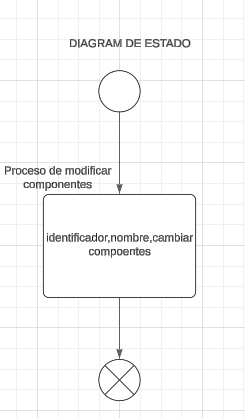 DIAGRAM DE ESTADO
Proceso de modificar
componentes
identificador,nombre,cambiar
compoentes